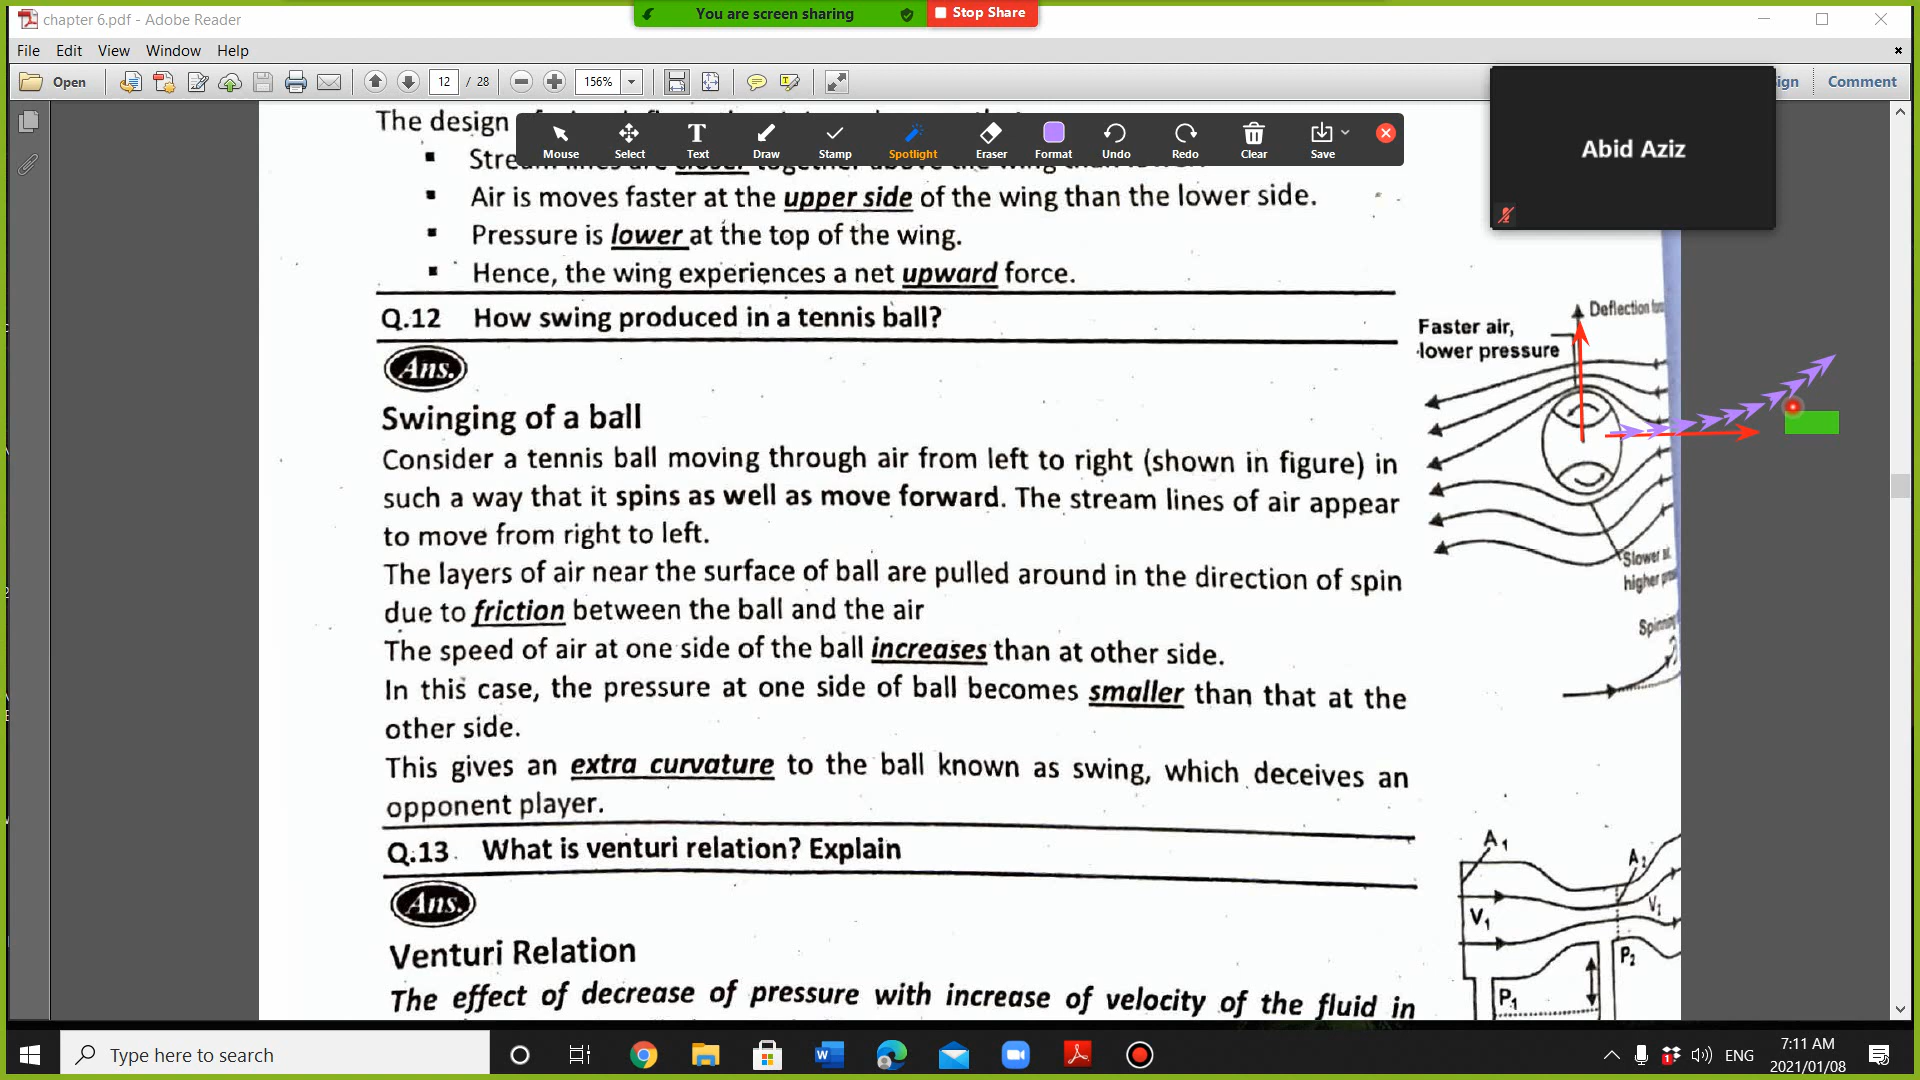 chapter 6.pdf - Adobe Reader
You are screen sharing
Stop Share
File Edit View Window Help
Open
12 / 28
156%
Comment
Mouse Select Text Draw Stamp Spotlight Eraser Format Undo Redo Clear Save
Abid Aziz
The design
Air is moves faster at the upper side of the wing than the lower side.
Pressure is lower at the top of the wing.
Hence, the wing experiences a net upward force.
Q.12 How swing produced in a tennis ball?
Ans.
Swinging of a ball
Consider a tennis ball moving through air from left to right (shown in figure) in
such a way that it spins as well as move forward. The stream lines of air appear
to move from right to left.
The layers of air near the surface of ball are pulled around in the direction of spin
due to friction between the ball and the air
The speed of air at one side of the ball increases than at other side.
In this case, the pressure at one side of ball becomes smaller than that at the
other side.
This gives an extra curvature to the ball known as swing, which deceives an
opponent player.
Deflection
Faster air,
lower pressure
Slower
higher
Spinning
Q.13. What is venturi relation? Explain
Ans.
Venturi Relation
The effect of decrease of pressure with increase of velocity of the fluid in
A1
A2
V1
P2
P1
Type here to search
ENG
7:11 AM
2021/01/08